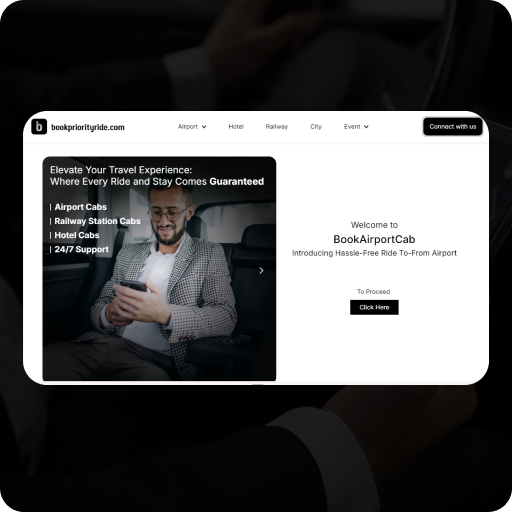 b bookpriorityride.com
Airport
Hotel
Railway
City
Event
Connect with us
Elevate Your Travel Experience:
Where Every Ride and Stay Comes Guaranteed
| Airport Cabs
| Railway Station Cabs
| Hotel Cabs
| 24/7 Support
Welcome to
BookAirportCab
Introducing Hassle-Free Ride To-From Airport
To Proceed
Click Here